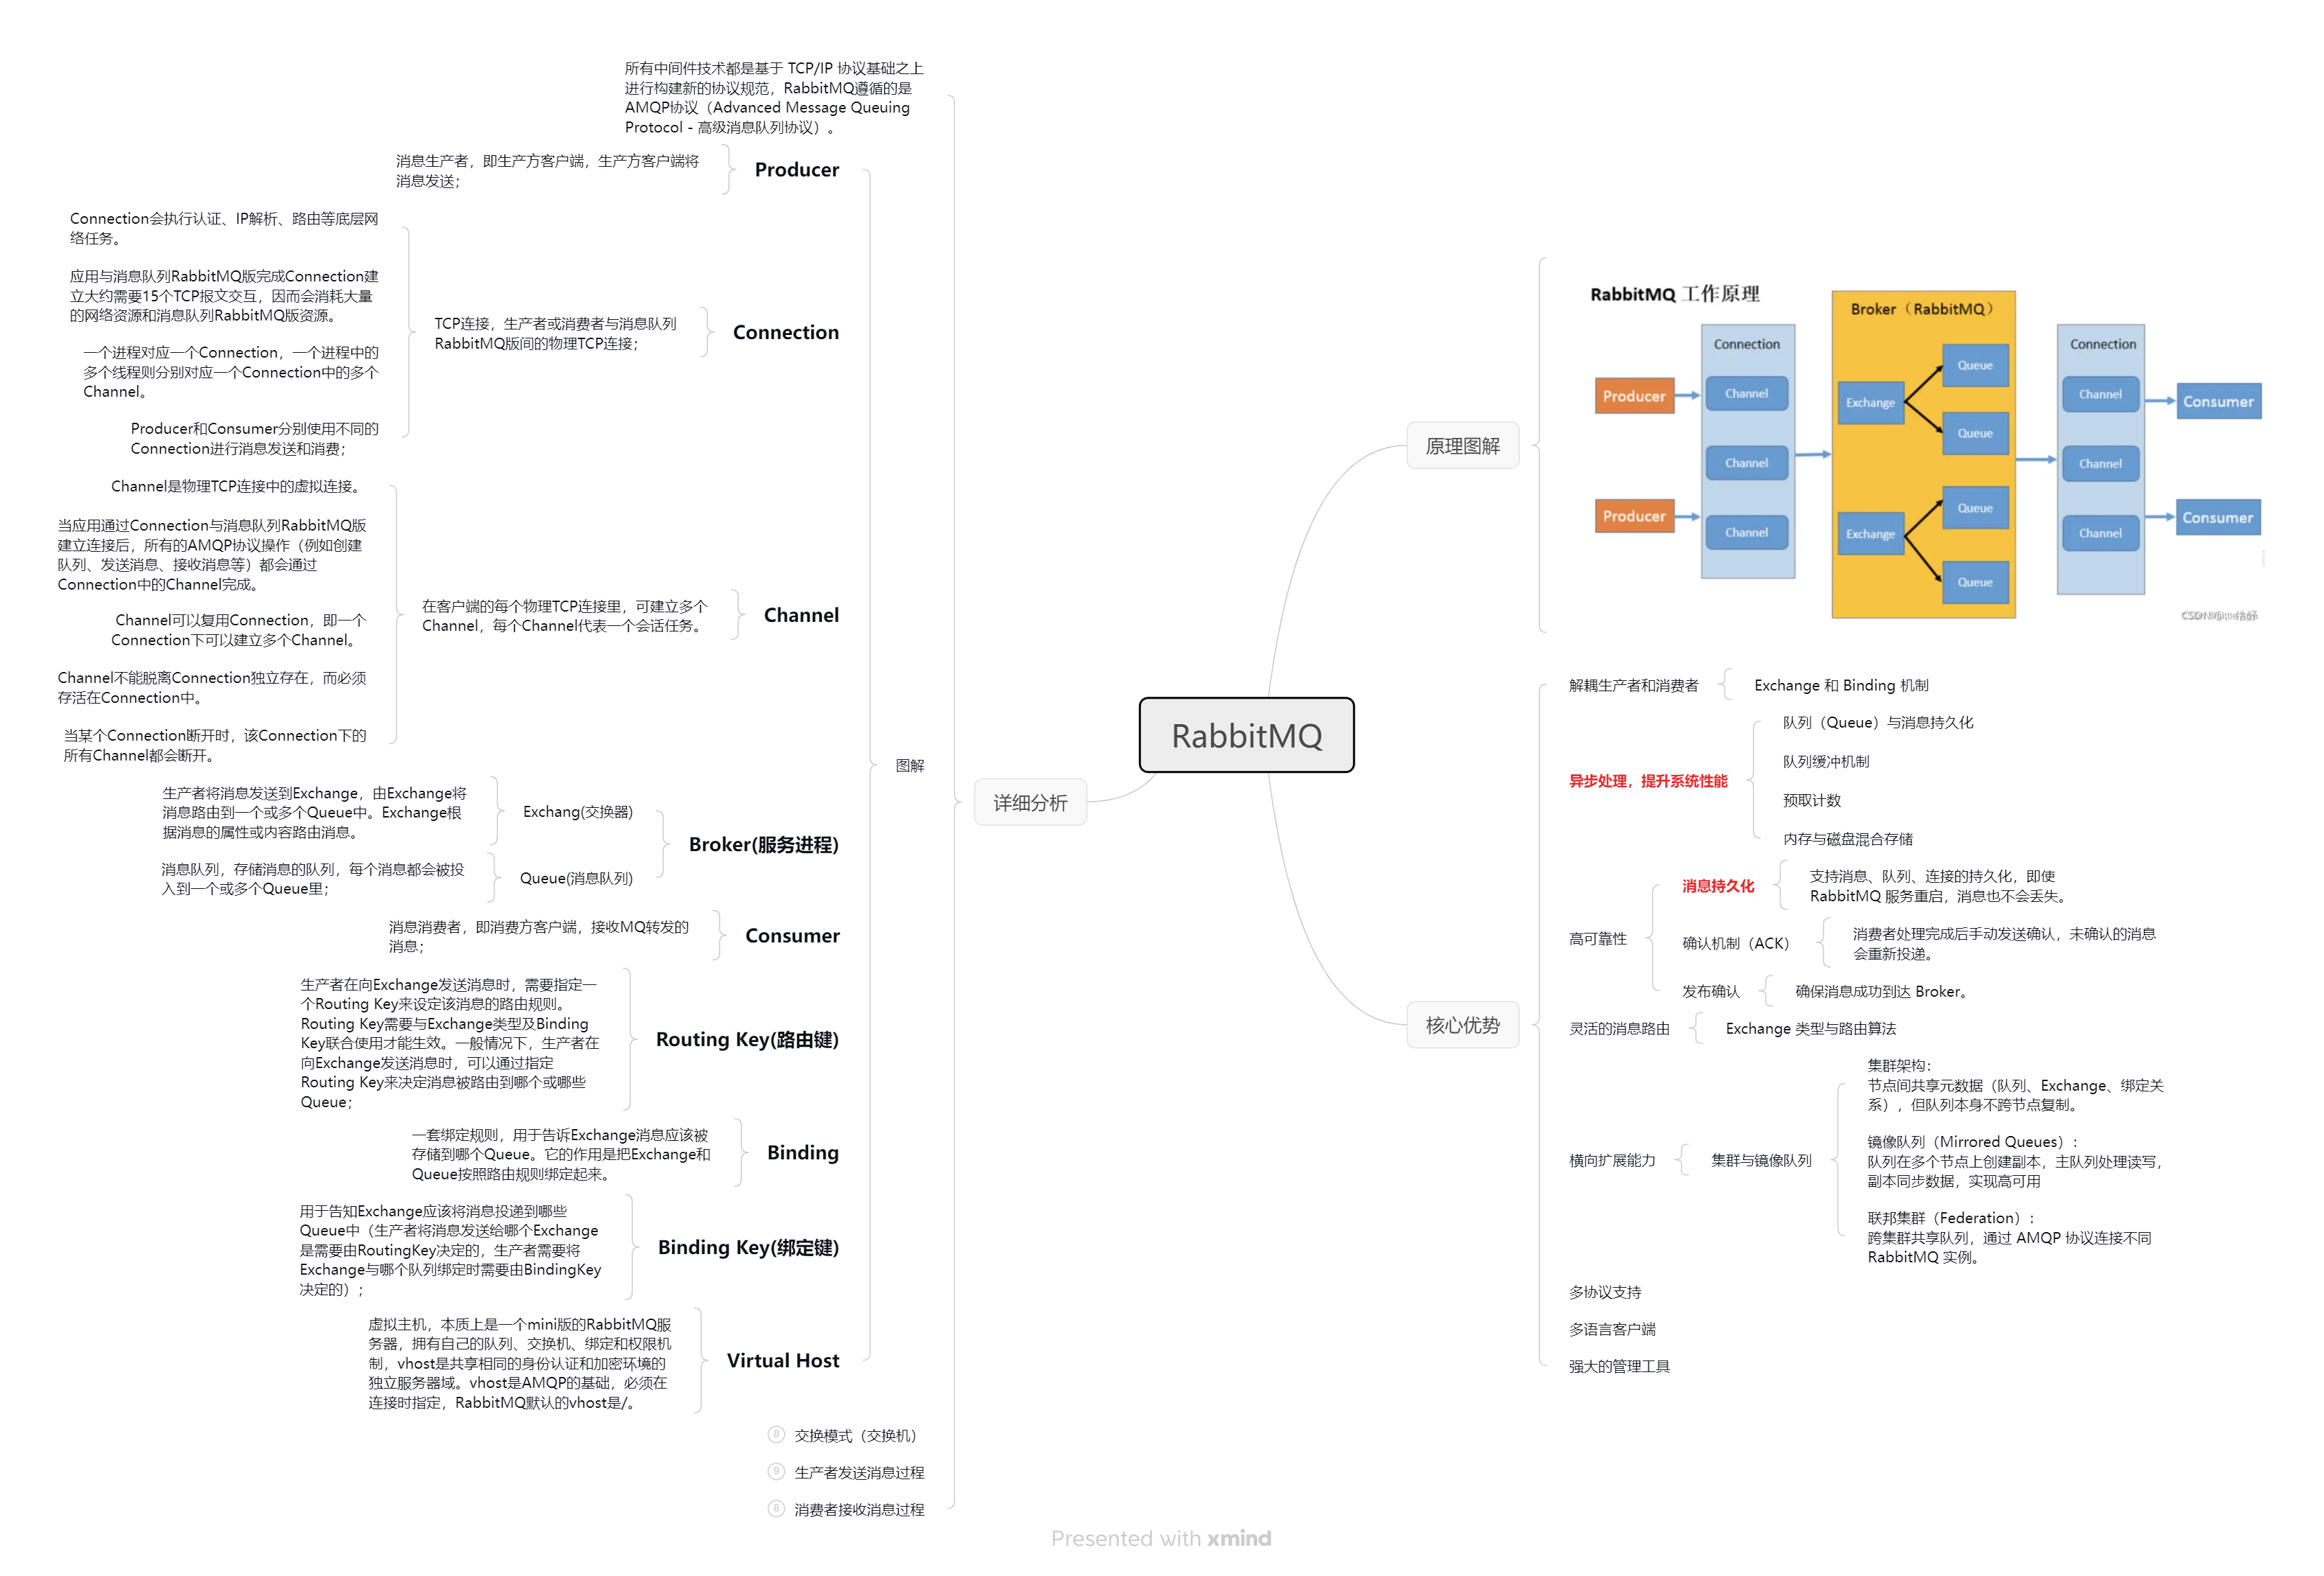 RabbitMQ
原理图解
RabbitMQ 工作原理
Broker（RabbitMQ）
Connection
Connection
Producer
Channel
Exchange
Queue
Queue
Channel
Consumer
Channel
Channel
Producer
Channel
Exchange
Queue
Queue
Channel
Consumer
核心优势
解耦生产者和消费者
Exchange 和 Binding 机制
异步处理，提升系统性能
队列（Queue）与消息持久化
队列缓冲机制
预取计数
内存与磁盘混合存储
高可靠性
消息持久化
支持消息、队列、连接的持久化，即使
RabbitMQ 服务重启，消息也不会丢失。
确认机制（ACK）
消费者处理完成后手动发送确认，未确认的消息
会重新投递。
发布确认
确保消息成功到达 Broker。
灵活的消息路由
Exchange 类型与路由算法
横向扩展能力
集群与镜像队列
集群架构：
节点间共享元数据（队列、Exchange、绑定关
系），但队列本身不跨节点复制。
镜像队列（Mirrored Queues）：
队列在多个节点上创建副本，主队列处理读写，
副本同步数据，实现高可用
联邦集群（Federation）：
跨集群共享队列，通过 AMQP 协议连接不同
RabbitMQ 实例。
多协议支持
多语言客户端
强大的管理工具
详细分析
所有中间件技术都是基于 TCP/IP 协议基础之上
进行构建新的协议规范，RabbitMQ遵循的是
AMQP协议（Advanced Message Queuing
Protocol - 高级消息队列协议）。
图解
Producer
消息生产者，即生产方客户端，生产方客户端将
消息发送；
Connection
TCP连接，生产者或消费者与消息队列
RabbitMQ版间的物理TCP连接；
Connection会执行认证、IP解析、路由等底层网
络任务。
应用与消息队列RabbitMQ版完成Connection建
立大约需要15个TCP报文交互，因而会消耗大量
的网络资源和消息队列RabbitMQ版资源。
一个进程对应一个Connection，一个进程中的
多个线程则分别对应一个Connection中的多个
Channel。
Producer和Consumer分别使用不同的
Connection进行消息发送和消费；
Channel
在客户端的每个物理TCP连接里，可建立多个
Channel，每个Channel代表一个会话任务。
Channel是物理TCP连接中的虚拟连接。
当应用通过Connection与消息队列RabbitMQ版
建立连接后，所有的AMQP协议操作（例如创建
队列、发送消息、接收消息等）都会通过
Connection中的Channel完成。
Channel可以复用Connection，即一个
Connection下可以建立多个Channel。
Channel不能脱离Connection独立存在，而必须
存活在Connection中。
当某个Connection断开时，该Connection下的
所有Channel都会断开。
Broker(服务进程)
Exchang(交换器)
生产者将消息发送到Exchange，由Exchange将
消息路由到一个或多个Queue中。Exchange根
据消息的属性或内容路由消息。
Queue(消息队列)
消息队列，存储消息的队列，每个消息都会被投
入到一个或多个Queue里；
Consumer
消息消费者，即消费方客户端，接收MQ转发的
消息；
Routing Key(路由键)
生产者在向Exchange发送消息时，需要指定一
个Routing Key来设定该消息的路由规则。
Routing Key需要与Exchange类型及Binding
Key联合使用才能生效。一般情况下，生产者在
向Exchange发送消息时，可以通过指定
Routing Key来决定消息被路由到哪个或哪些
Queue；
Binding
一套绑定规则，用于告诉Exchange消息应该被
存储到哪个Queue。它的作用是把Exchange和
Queue按照路由规则绑定起来。
Binding Key(绑定键)
用于告知Exchange应该将消息投递到哪些
Queue中（生产者将消息发送给哪个Exchange
是需要由RoutingKey决定的，生产者需要将
Exchange与哪个队列绑定时需要由BindingKey
决定的）；
Virtual Host
虚拟主机，本质上是一个mini版的RabbitMQ服
务器，拥有自己的队列、交换机、绑定和权限机
制，vhost是共享相同的身份认证和加密环境的
独立服务器域。vhost是AMQP的基础，必须在
连接时指定，RabbitMQ默认的vhost是/。
8 交换模式（交换机）
9 生产者发送消息过程
8 消费者接收消息过程
Presented with xmind